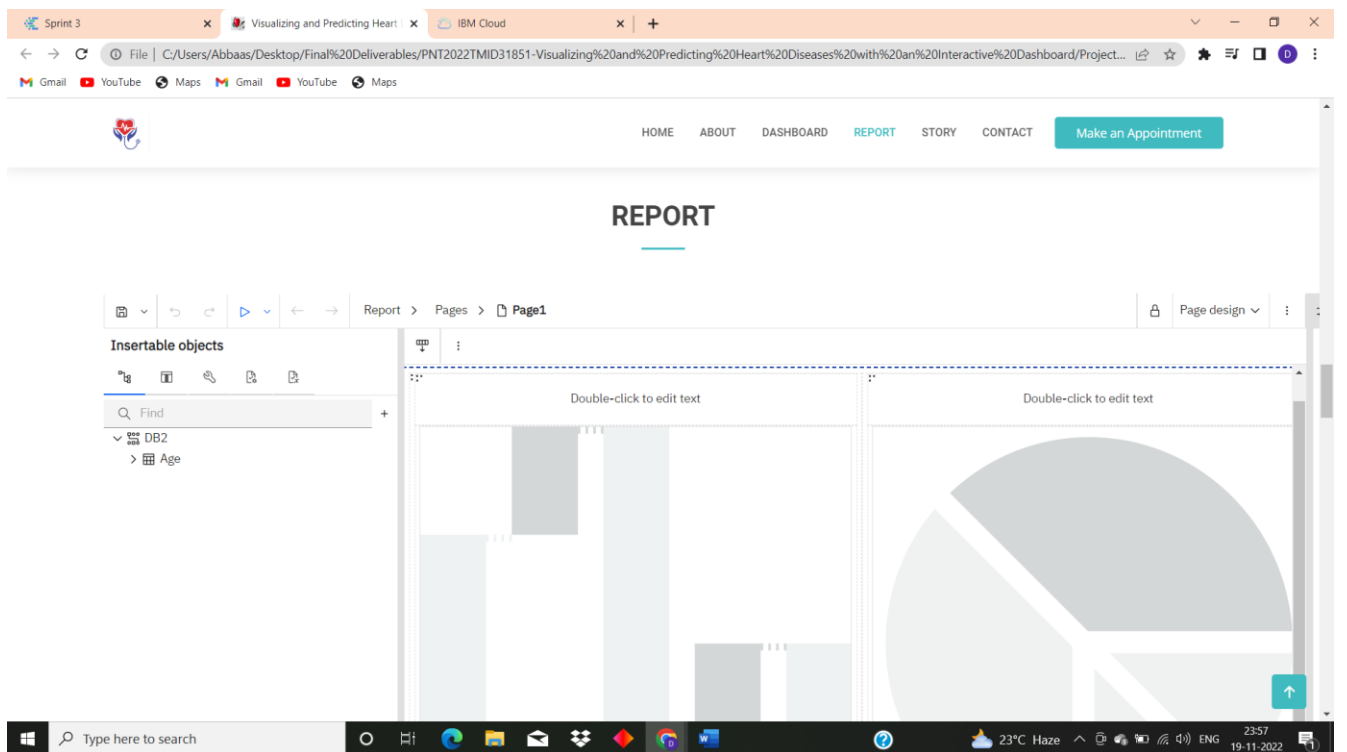 Sprint 3
Visualizing and Predicting Heart
IBM Cloud
File C:/Users/Abbaas/Desktop/Final%20Deliverables/PNT2022TMID31851-Visualizing%20and%20Predicting%20Heart%20Diseases%20with%20an%20Interactive%20Dashboard/Project...
Gmail YouTube Maps Gmail YouTube Maps
HOME ABOUT DASHBOARD REPORT STORY CONTACT Make an Appointment
REPORT
Report > Pages > Page1 Page design
Insertable objects
Find
Double-click to edit text Double-click to edit text
DB2
Age
Type here to search 23°C Haze ENG 23:57
19-11-2022